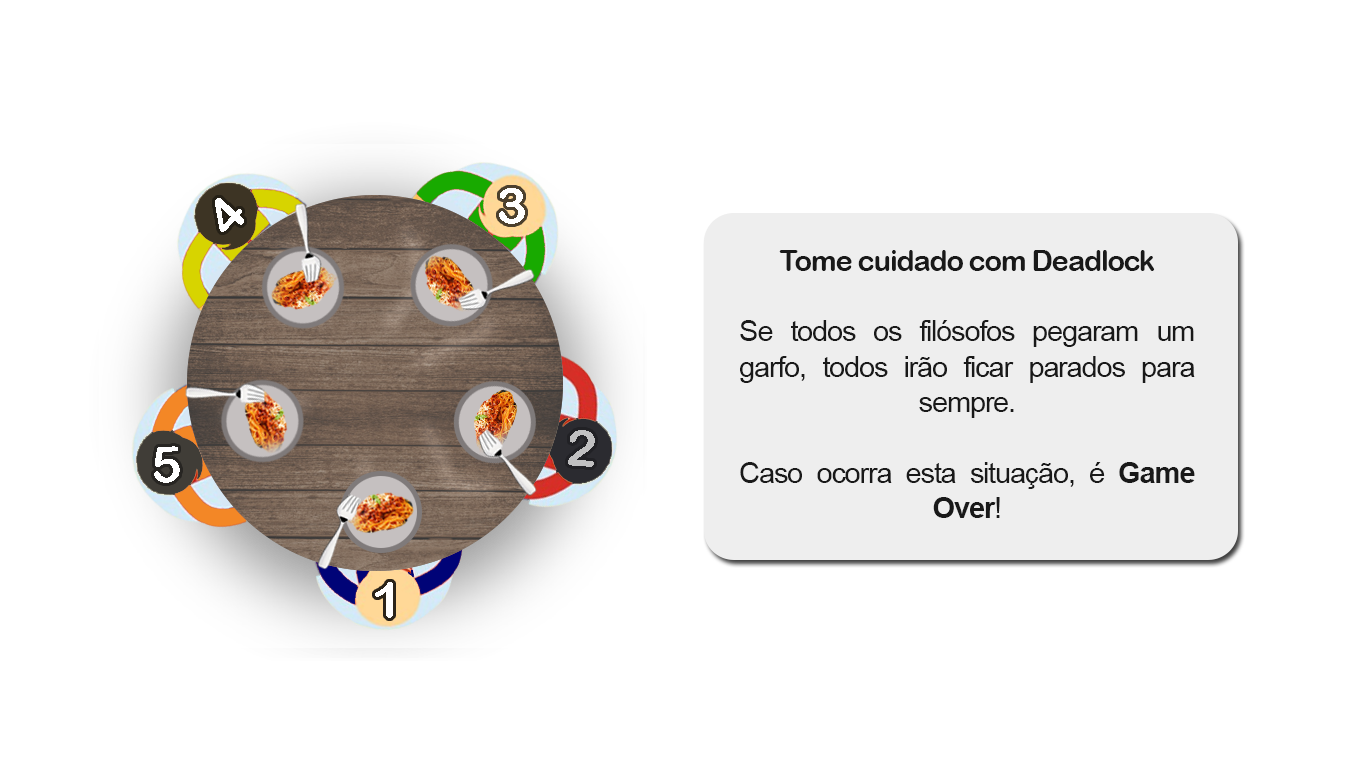 4
3
5
2
1
Tome cuidado com Deadlock
Se todos os filósofos pegaram um
garfo, todos irão ficar parados para
sempre.
Caso ocorra esta situação, é Game
Over!